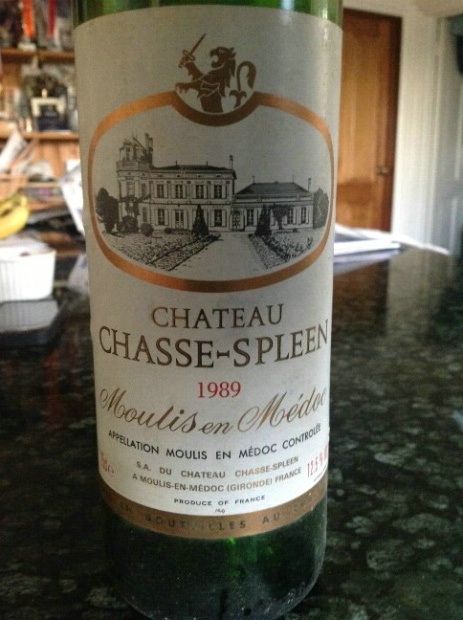 CHATEAU
CHASSE-SPLEEN
1989
Moulis en Médoc
APPELLATION MOULIS EN MÉDOC CONTROLÉE
S.A. DU CHATEAU CHASSE-SPLEEN
A MOULIS-EN-MÉDOC (GIRONDE) FRANCE
PRODUCE OF FRANCE
AU